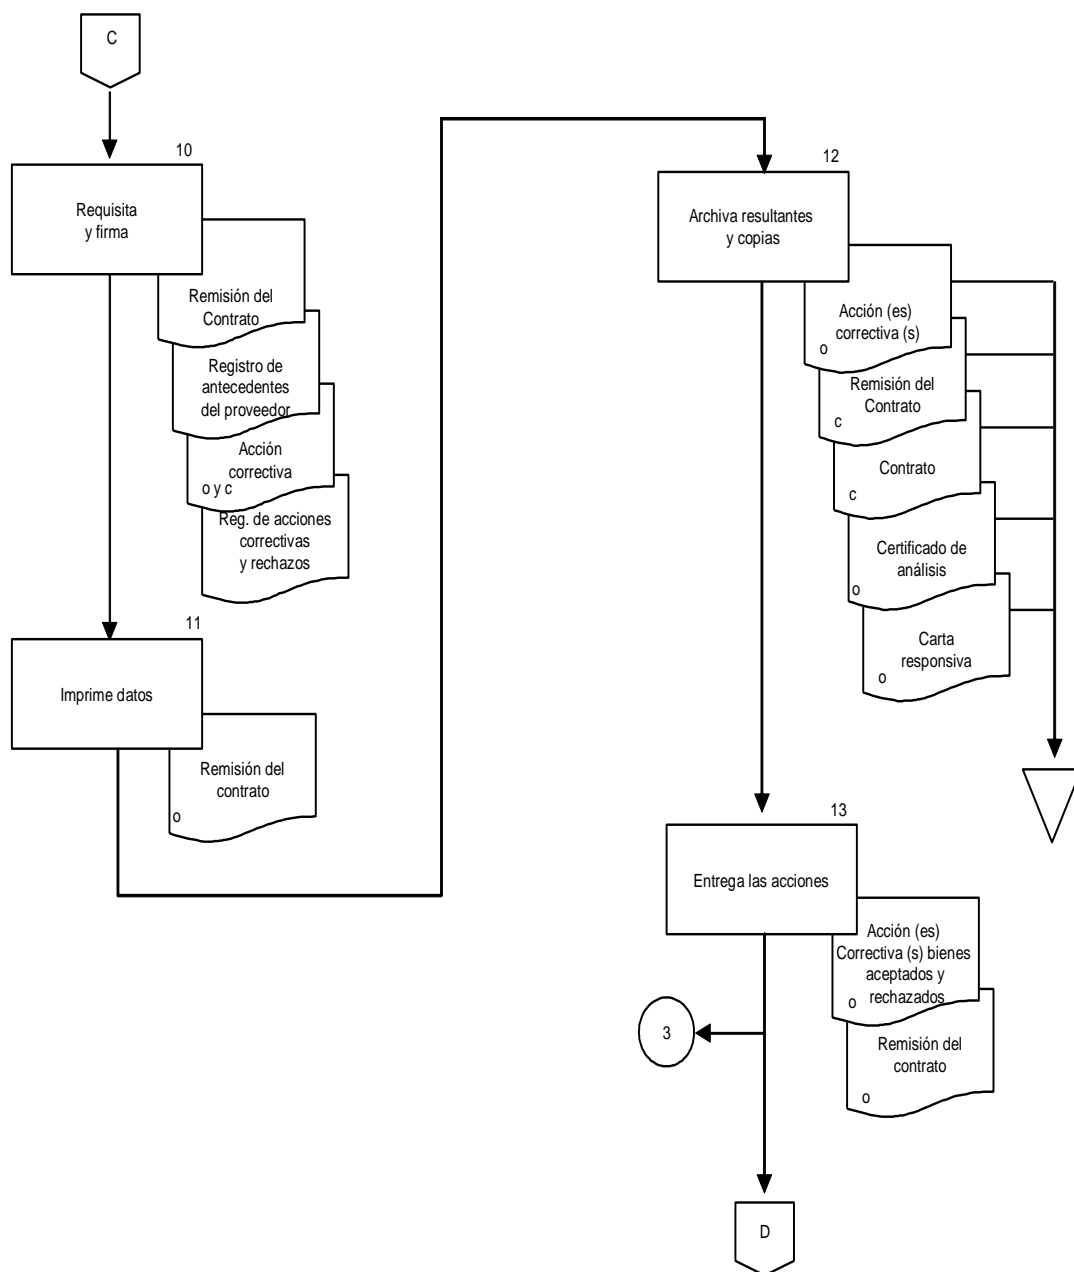 C
10
Requisita
y firma
Remisión del
Contrato
Registro de
antecedentes
del proveedor
Acción
correctiva
o y c
Reg. de acciones
correctivas
y rechazos
11
Imprime datos
Remisión del
contrato
o
12
Archiva resultantes
y copias
Acción (es)
correctiva (s)
o
Remisión del
Contrato
c
Contrato
c
Certificado de
análisis
o
Carta
responsiva
o
13
Entrega las acciones
Acción (es)
Correctiva (s) bienes
aceptados y
rechazados
o
Remisión del
contrato
o
3
D